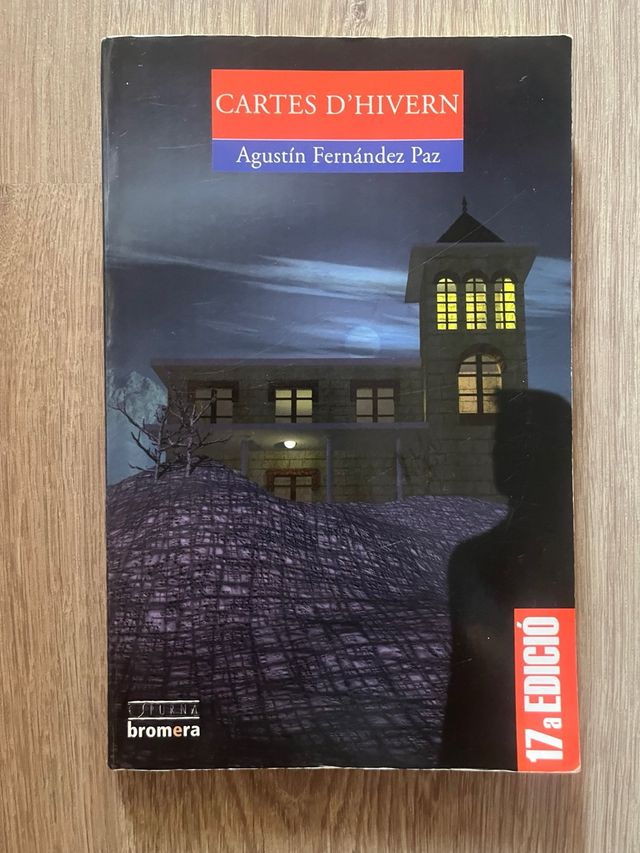 CARTES D'HIVERN
Agustín Fernández Paz
17a EDICIÓ
ESPURNA
bromera